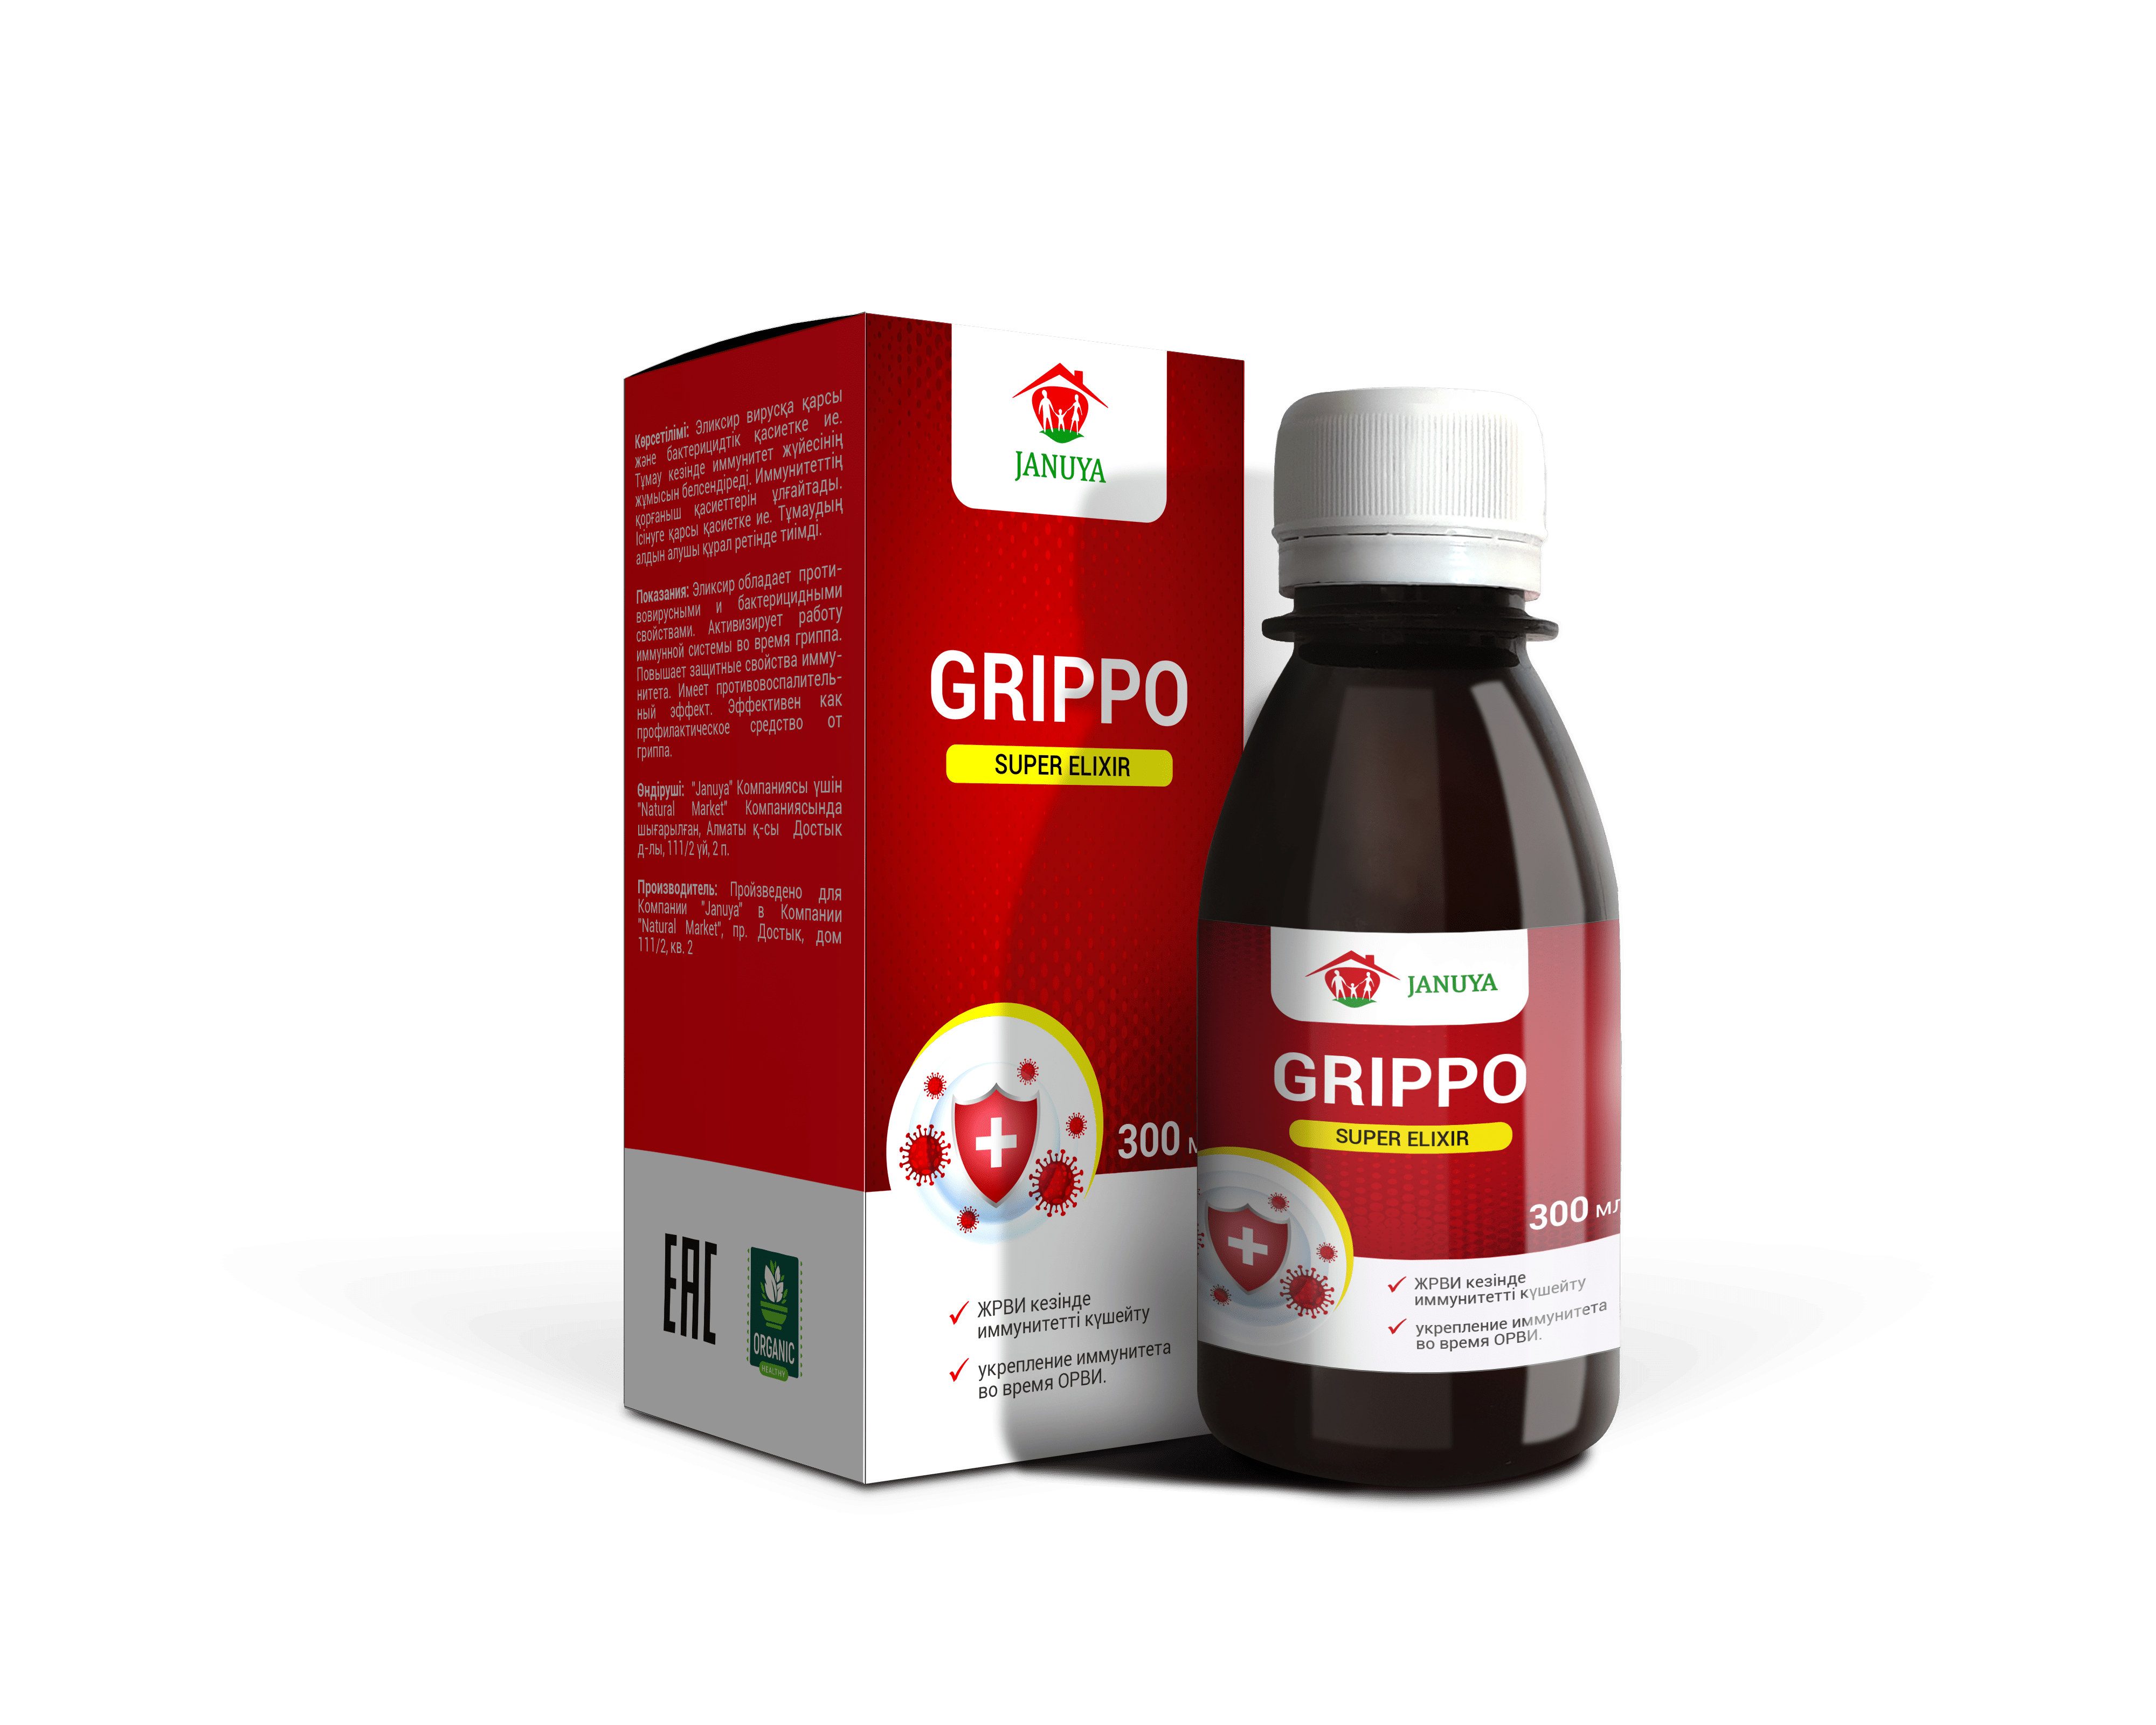 Көрсетілімі: Эликсир вирусқа қарсы
және бактерицидтік қасиетке ие.
Тұмау кезінде иммунитет жүйесінің
жұмысын белсендіреді. Иммунитеттің
қорғаныш қасиеттерін ұлғайтады.
Ісінуге қарсы қасиетке ие. Тұмаудың
алдын алушы құрал ретінде тиімді.
Показания: Эликсир обладает проти-
вовирусными и бактерицидными
свойствами. Активизирует работу
иммунной системы во время гриппа.
Повышает защитные свойства имму-
нитета. Имеет противовоспалитель-
ный эффект. Эффективен как
профилактическое средство от
гриппа.
Өндіруші: "Januya" Компаниясы үшін
"Natural Market" Компаниясында
шығарылған, Алматы қ-сы Достык
д-лы, 111/2 үй, 2 п.
Производитель: Пройзведено для
Компании "Januya" в Компании
"Natural Market", пр. Достык, дом
111/2, кв. 2
EAC
ORGANIC
HEALTHY
JANUYA
GRIPPO
SUPER ELIXIR
300
ЖРВИ кезінде
иммунитетті күшейту
укрепление иммунитета
во время ОРВИ.
JANUYA
GRIPPO
SUPER ELIXIR
300 мл
ЖРВИ кезінде
иммунитетті күшейту
укрепление иммунитета
во время ОРВИ.